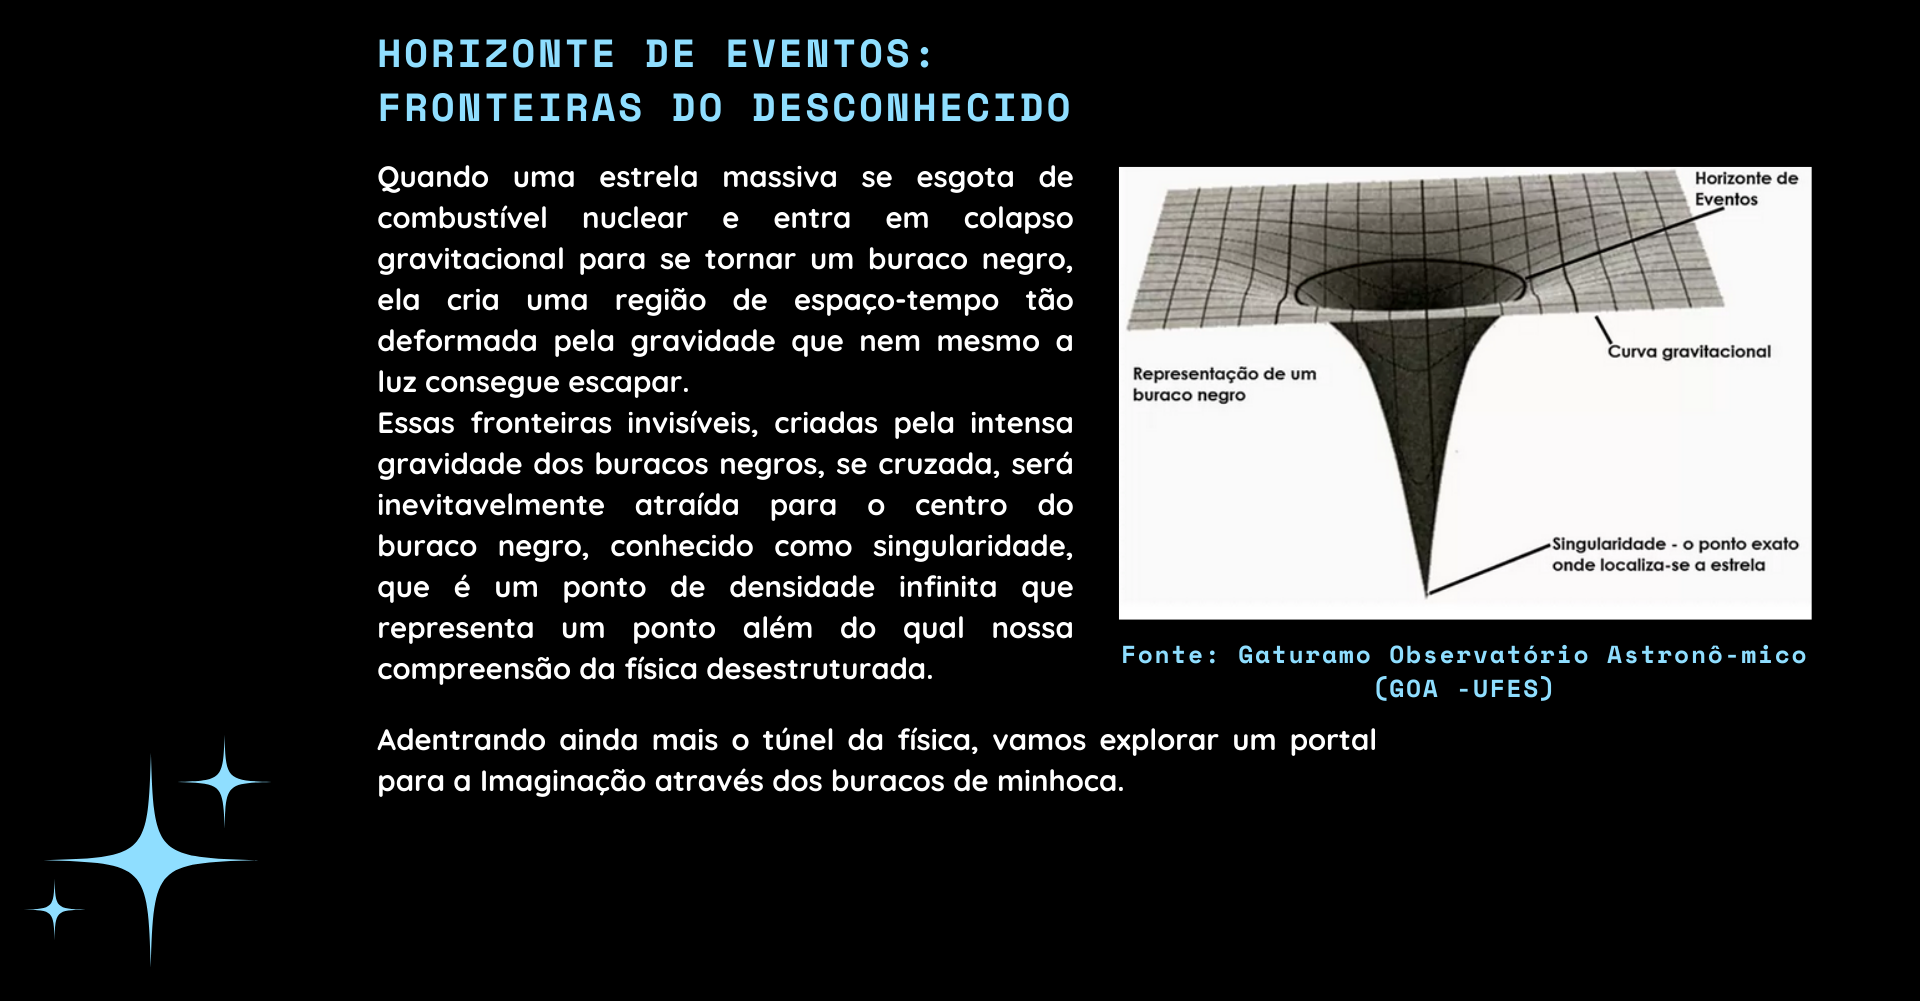 HORIZONTE DE EVENTOS:
FRONTEIRAS DO DESCONHECIDO
Quando uma estrela massiva se esgota de
combustível nuclear e entra em colapso
gravitacional para se tornar um buraco negro,
ela cria uma região de espaço-tempo tão
deformada pela gravidade que nem mesmo a
luz consegue escapar.
Essas fronteiras invisíveis, criadas pela intensa
gravidade dos buracos negros, se cruzada, será
inevitavelmente atraída para o centro do
buraco negro, conhecido como singularidade,
que é um ponto de densidade infinita que
representa um ponto além do qual nossa
compreensão da física desestruturada.
Horizonte de
Eventos
Curva gravitacional
Representação de um
buraco negro
Singularidade - o ponto exato
onde localiza-se a estrela
Fonte: Gaturamo Observatório Astronô-mico
(GOA -UFES)
Adentrando ainda mais o túnel da física, vamos explorar um portal
para a Imaginação através dos buracos de minhoca.